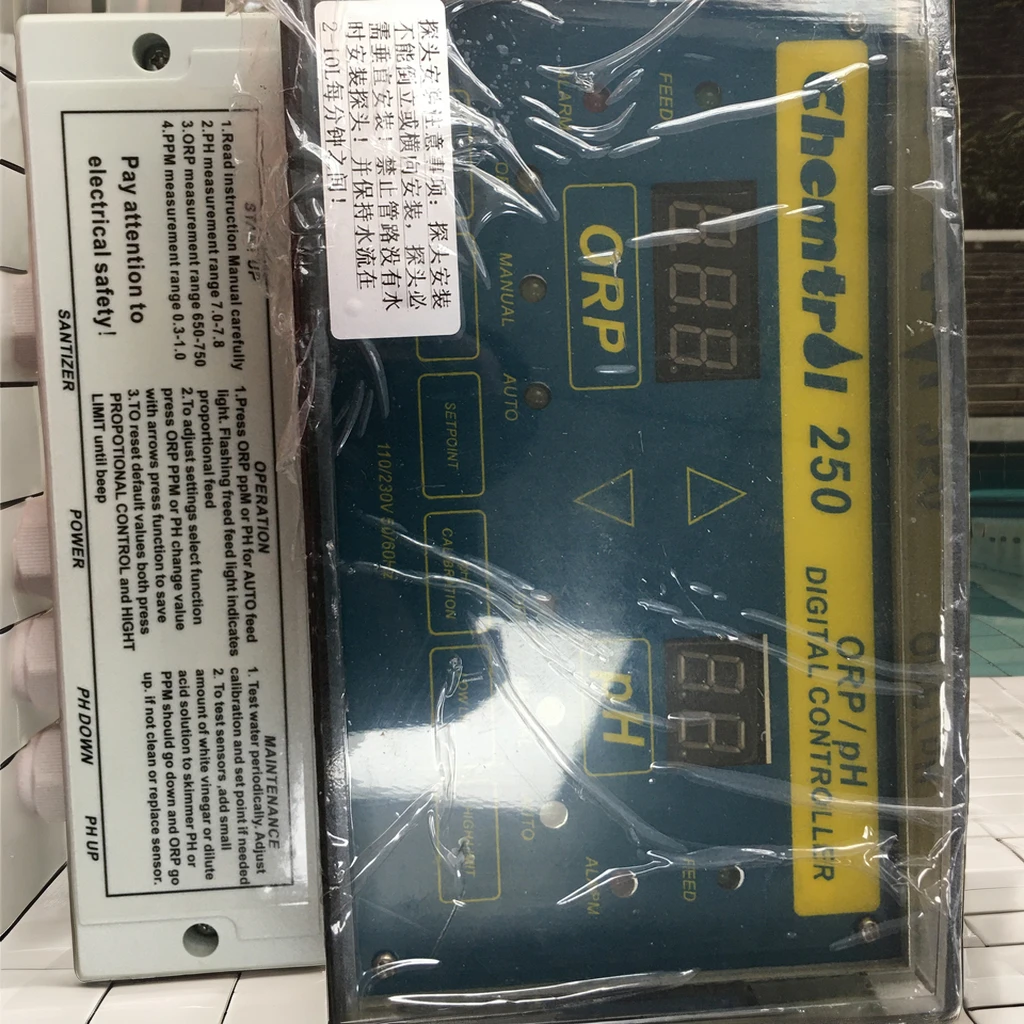 Chemtrol 250
ORP / pH
DIGITAL CONTROLLER
FEED
ALARM
ORP
MANUAL
AUTO
SETPOINT
CALIBRATION
110/230V 50/60Hz
pH
FEED
ALARM
探头安装注意事项:探头安装
不能倒立或横向安装,探头必
需垂直安装!禁止管路没有水
时安装探头!并保持水流在
2-10L每分钟之间!
START UP
1.Read instruction Manual carefully
2.PH measurement range 7.0-7.8
3.ORP measurement range 650-750
4.PPM measurement range 0.3-1.0
Pay attention to
electrical safety!
OPERATION
1.Press ORP ppM or PH for AUTO feed
light. Flashing freed feed light indicates
proportional feed
2.To adjust settings select function
press ORP PPM or PH change value
with arrows press function to save
3.TO reset default values both press
PROPOTIONAL CONTROL and HIGHT
LIMIT until beep
MAINTENANCE
1. Test water periodically. Adjust
calibration and set point if needed
2. To test sensors ,add small
amount of white vinegar or dilute
acid solution to skimmer PH or
PPM should go down and ORP go
up. if not clean or replace sensor.
SANTIZER
POWER
PH DOWN
PH UP